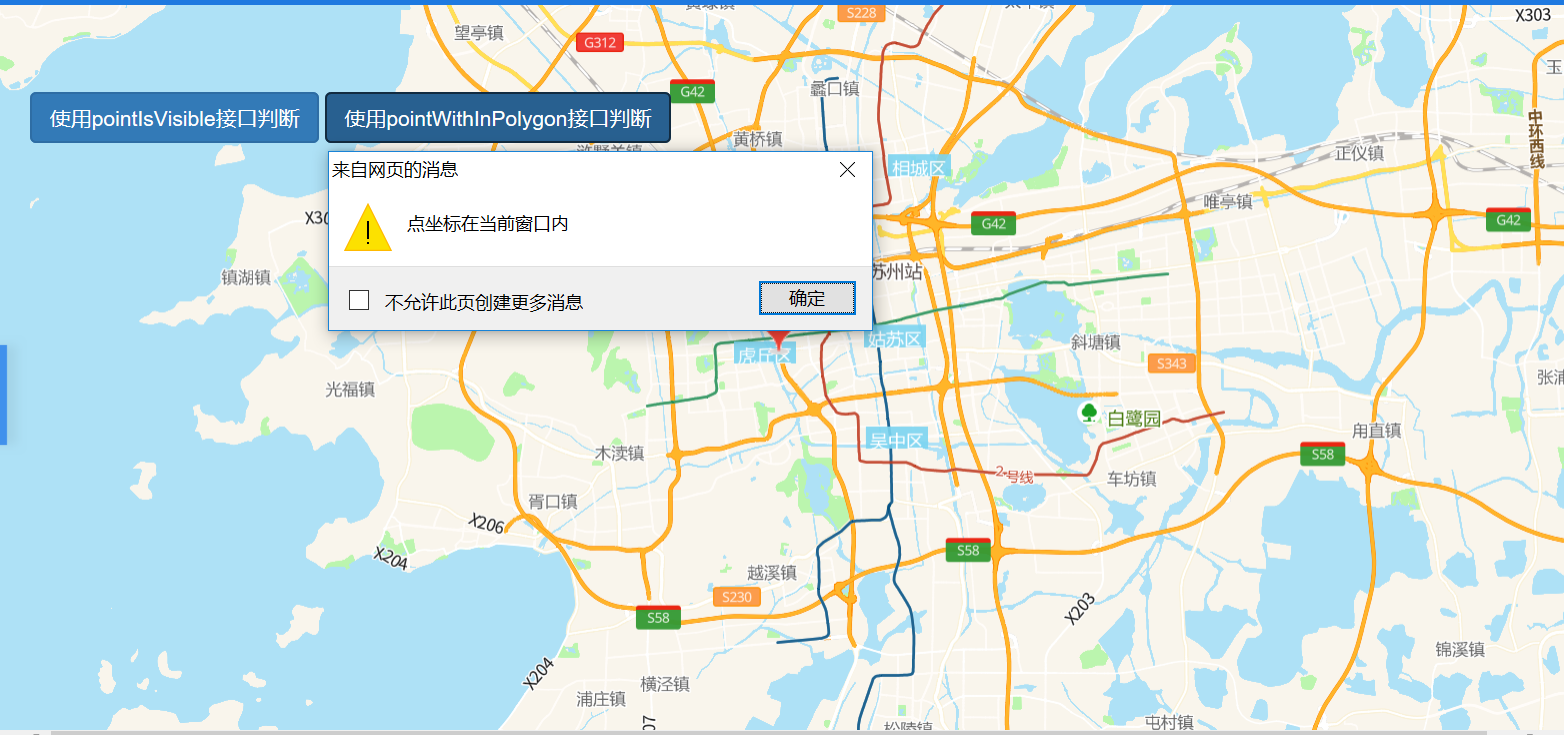 S228
X303
望亭镇
G312
玉
G42
蠡口镇
使用pointIsVisible接口判断
使用pointWithInPolygon接口判断
黄桥镇
中环西线
正仪镇
来自网页的消息
相城区
唯亭镇
点坐标在当前窗口内
G42
G42
镇湖镇
苏州站
不允许此页创建更多消息
确定
姑苏区
斜塘镇
虎丘区
S343
光福镇
张浦
白鹭园
吴中区
甪直镇
木渎镇
S58
2号线
车坊镇
胥口镇
X206
X204
S58
越溪镇
S230
X203
S58
锦溪镇
X204
横泾镇
浦庄镇
松陵镇
屯村镇